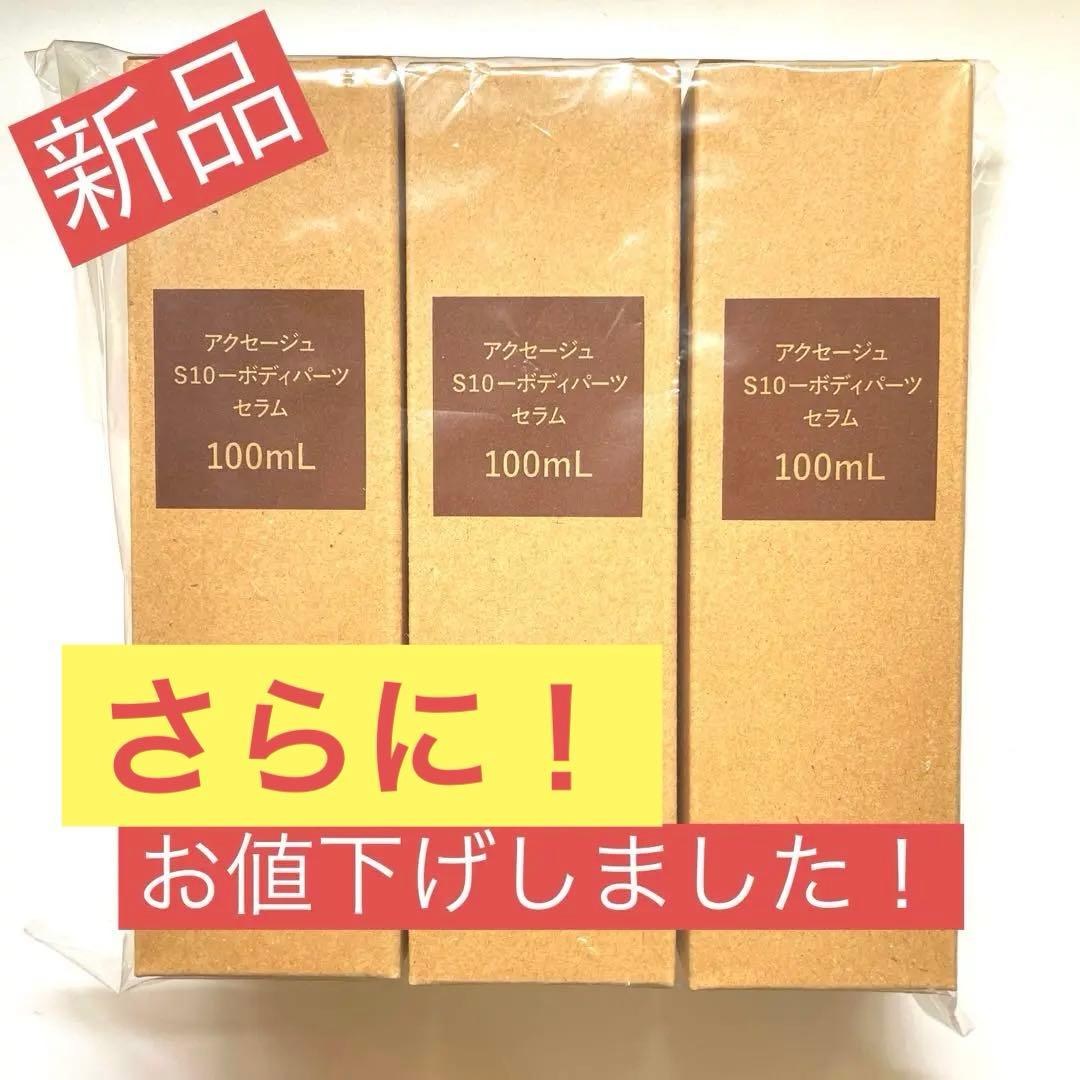 新品
アクセージュ
S10ーボディパーツ
セラム
100mL
アクセージュ
S10ーボディパーツ
セラム
100mL
アクセージュ
S10ーボディパーツ
セラム
100mL
さらに！
お値下げしました！